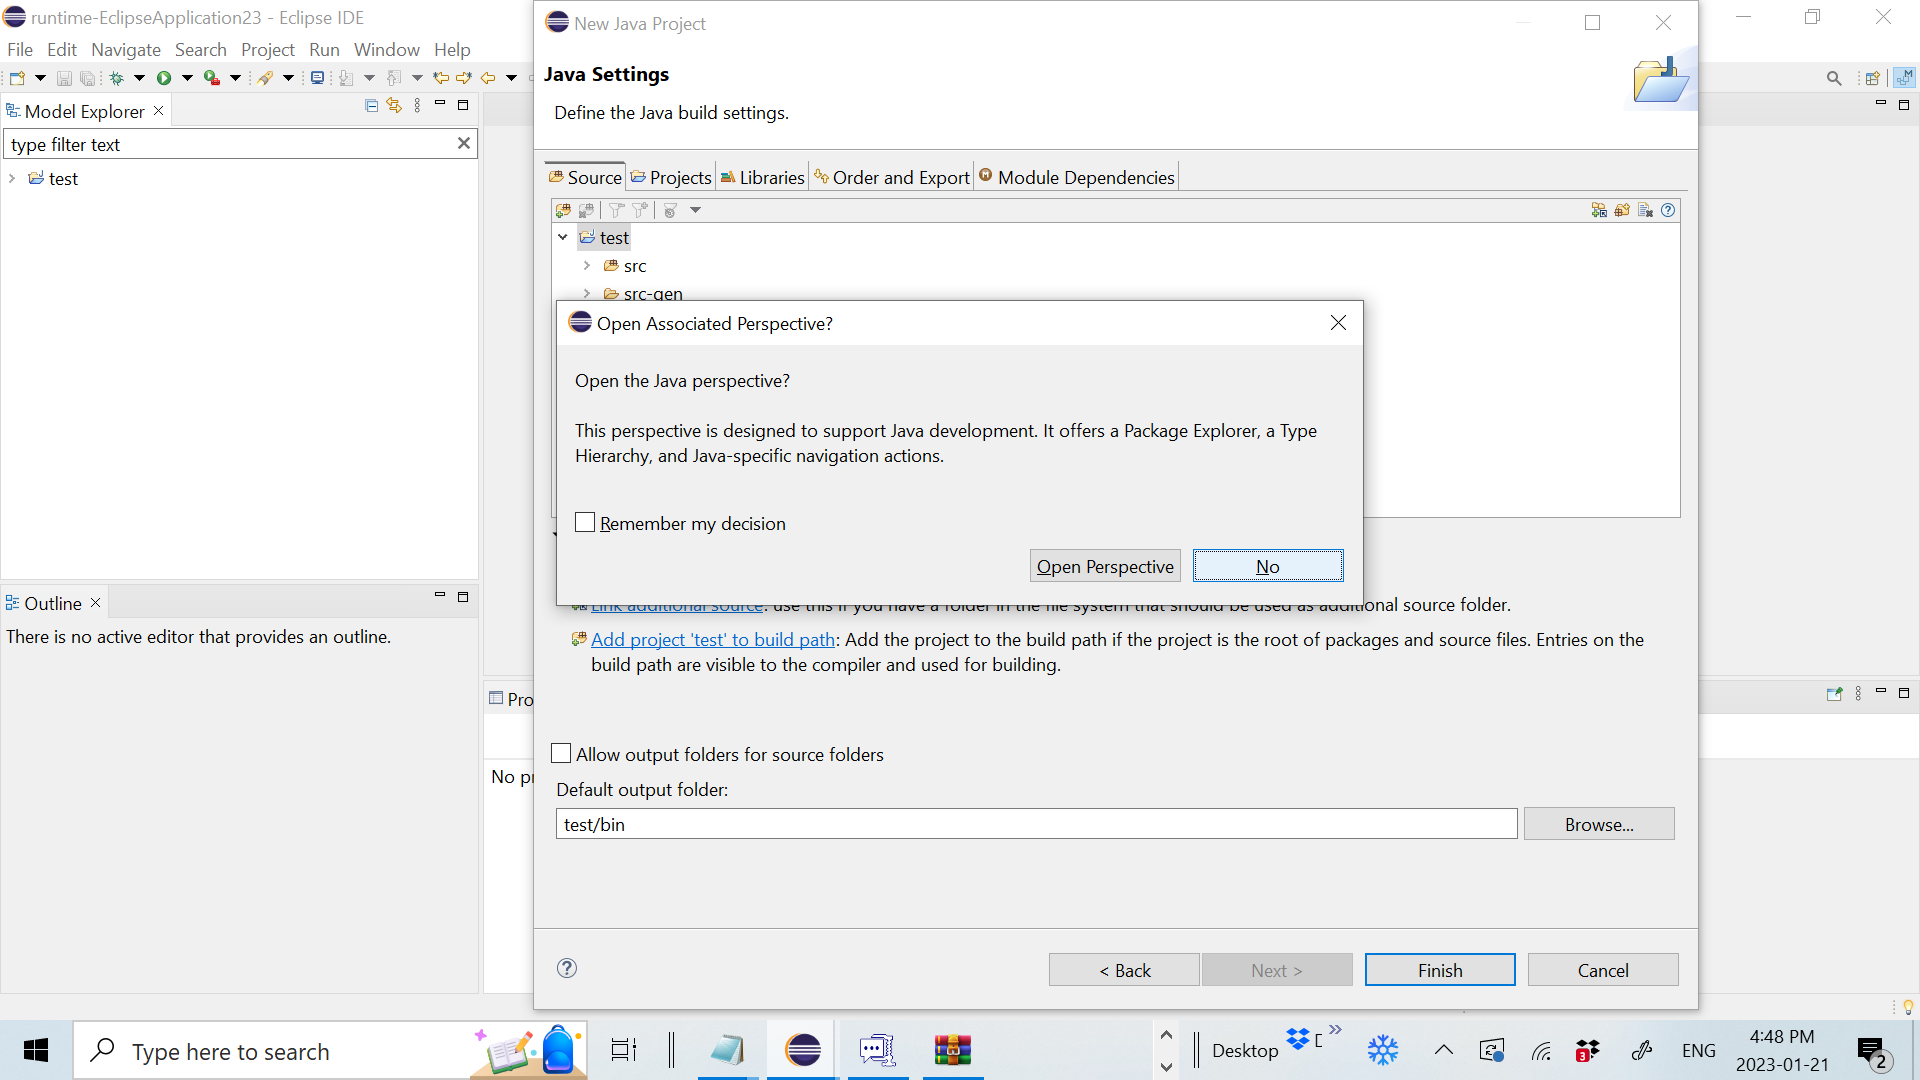 runtime-EclipseApplication23 - Eclipse IDE
File Edit Navigate Search Project Run Window Help
Model Explorer
type filter text
test
Outline
There is no active editor that provides an outline.
New Java Project
Java Settings
Define the Java build settings.
Source Projects Libraries Order and Export Module Dependencies
test
src
src-gen
Open Associated Perspective?
Open the Java perspective?
This perspective is designed to support Java development. It offers a Package Explorer, a Type
Hierarchy, and Java-specific navigation actions.
Remember my decision
Open Perspective No
Link additional source: use this if you have a folder in the file system that should be used as additional source folder.
Add project 'test' to build path: Add the project to the build path if the project is the root of packages and source files. Entries on the
build path are visible to the compiler and used for building.
Pro
No pr
Allow output folders for source folders
Default output folder:
test/bin
Browse...
< Back Next > Finish Cancel
Type here to search
Desktop
3
ENG
4:48 PM
2023-01-21
2